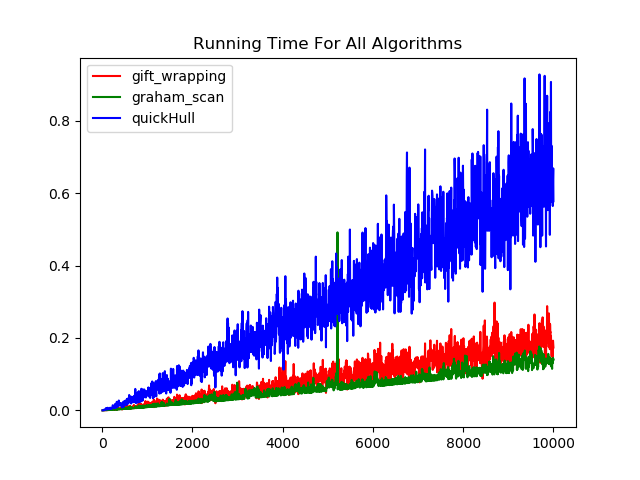 Running Time For All Algorithms
gift_wrapping
graham_scan
quickHull
0.8
0.6
0.4
0.2
0.0
0 2000 4000 6000 8000 10000